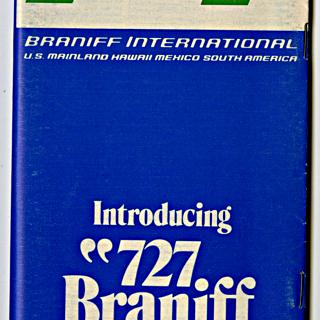 BRANIFF INTERNATIONAL
U.S. MAINLAND HAWAII MEXICO SOUTH AMERICA
Introducing
“727
Braniff